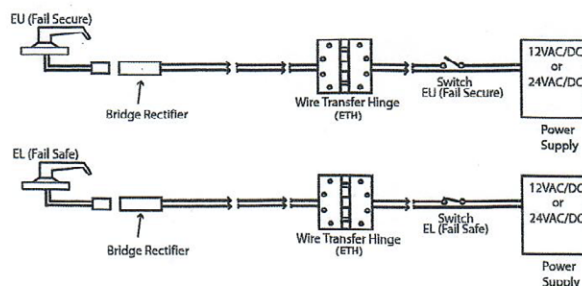 EU (Fail Secure)
Bridge Rectifier
Wire Transfer Hinge
(ETH)
Switch
EU (Fail Secure)
12VAC/DC
or
24VAC/DC
Power
Supply
EL (Fail Safe)
Bridge Rectifier
Wire Transfer Hinge
(ETH)
Switch
EL (Fail Safe)
12VAC/DC
or
24VAC/DC
Power
Supply